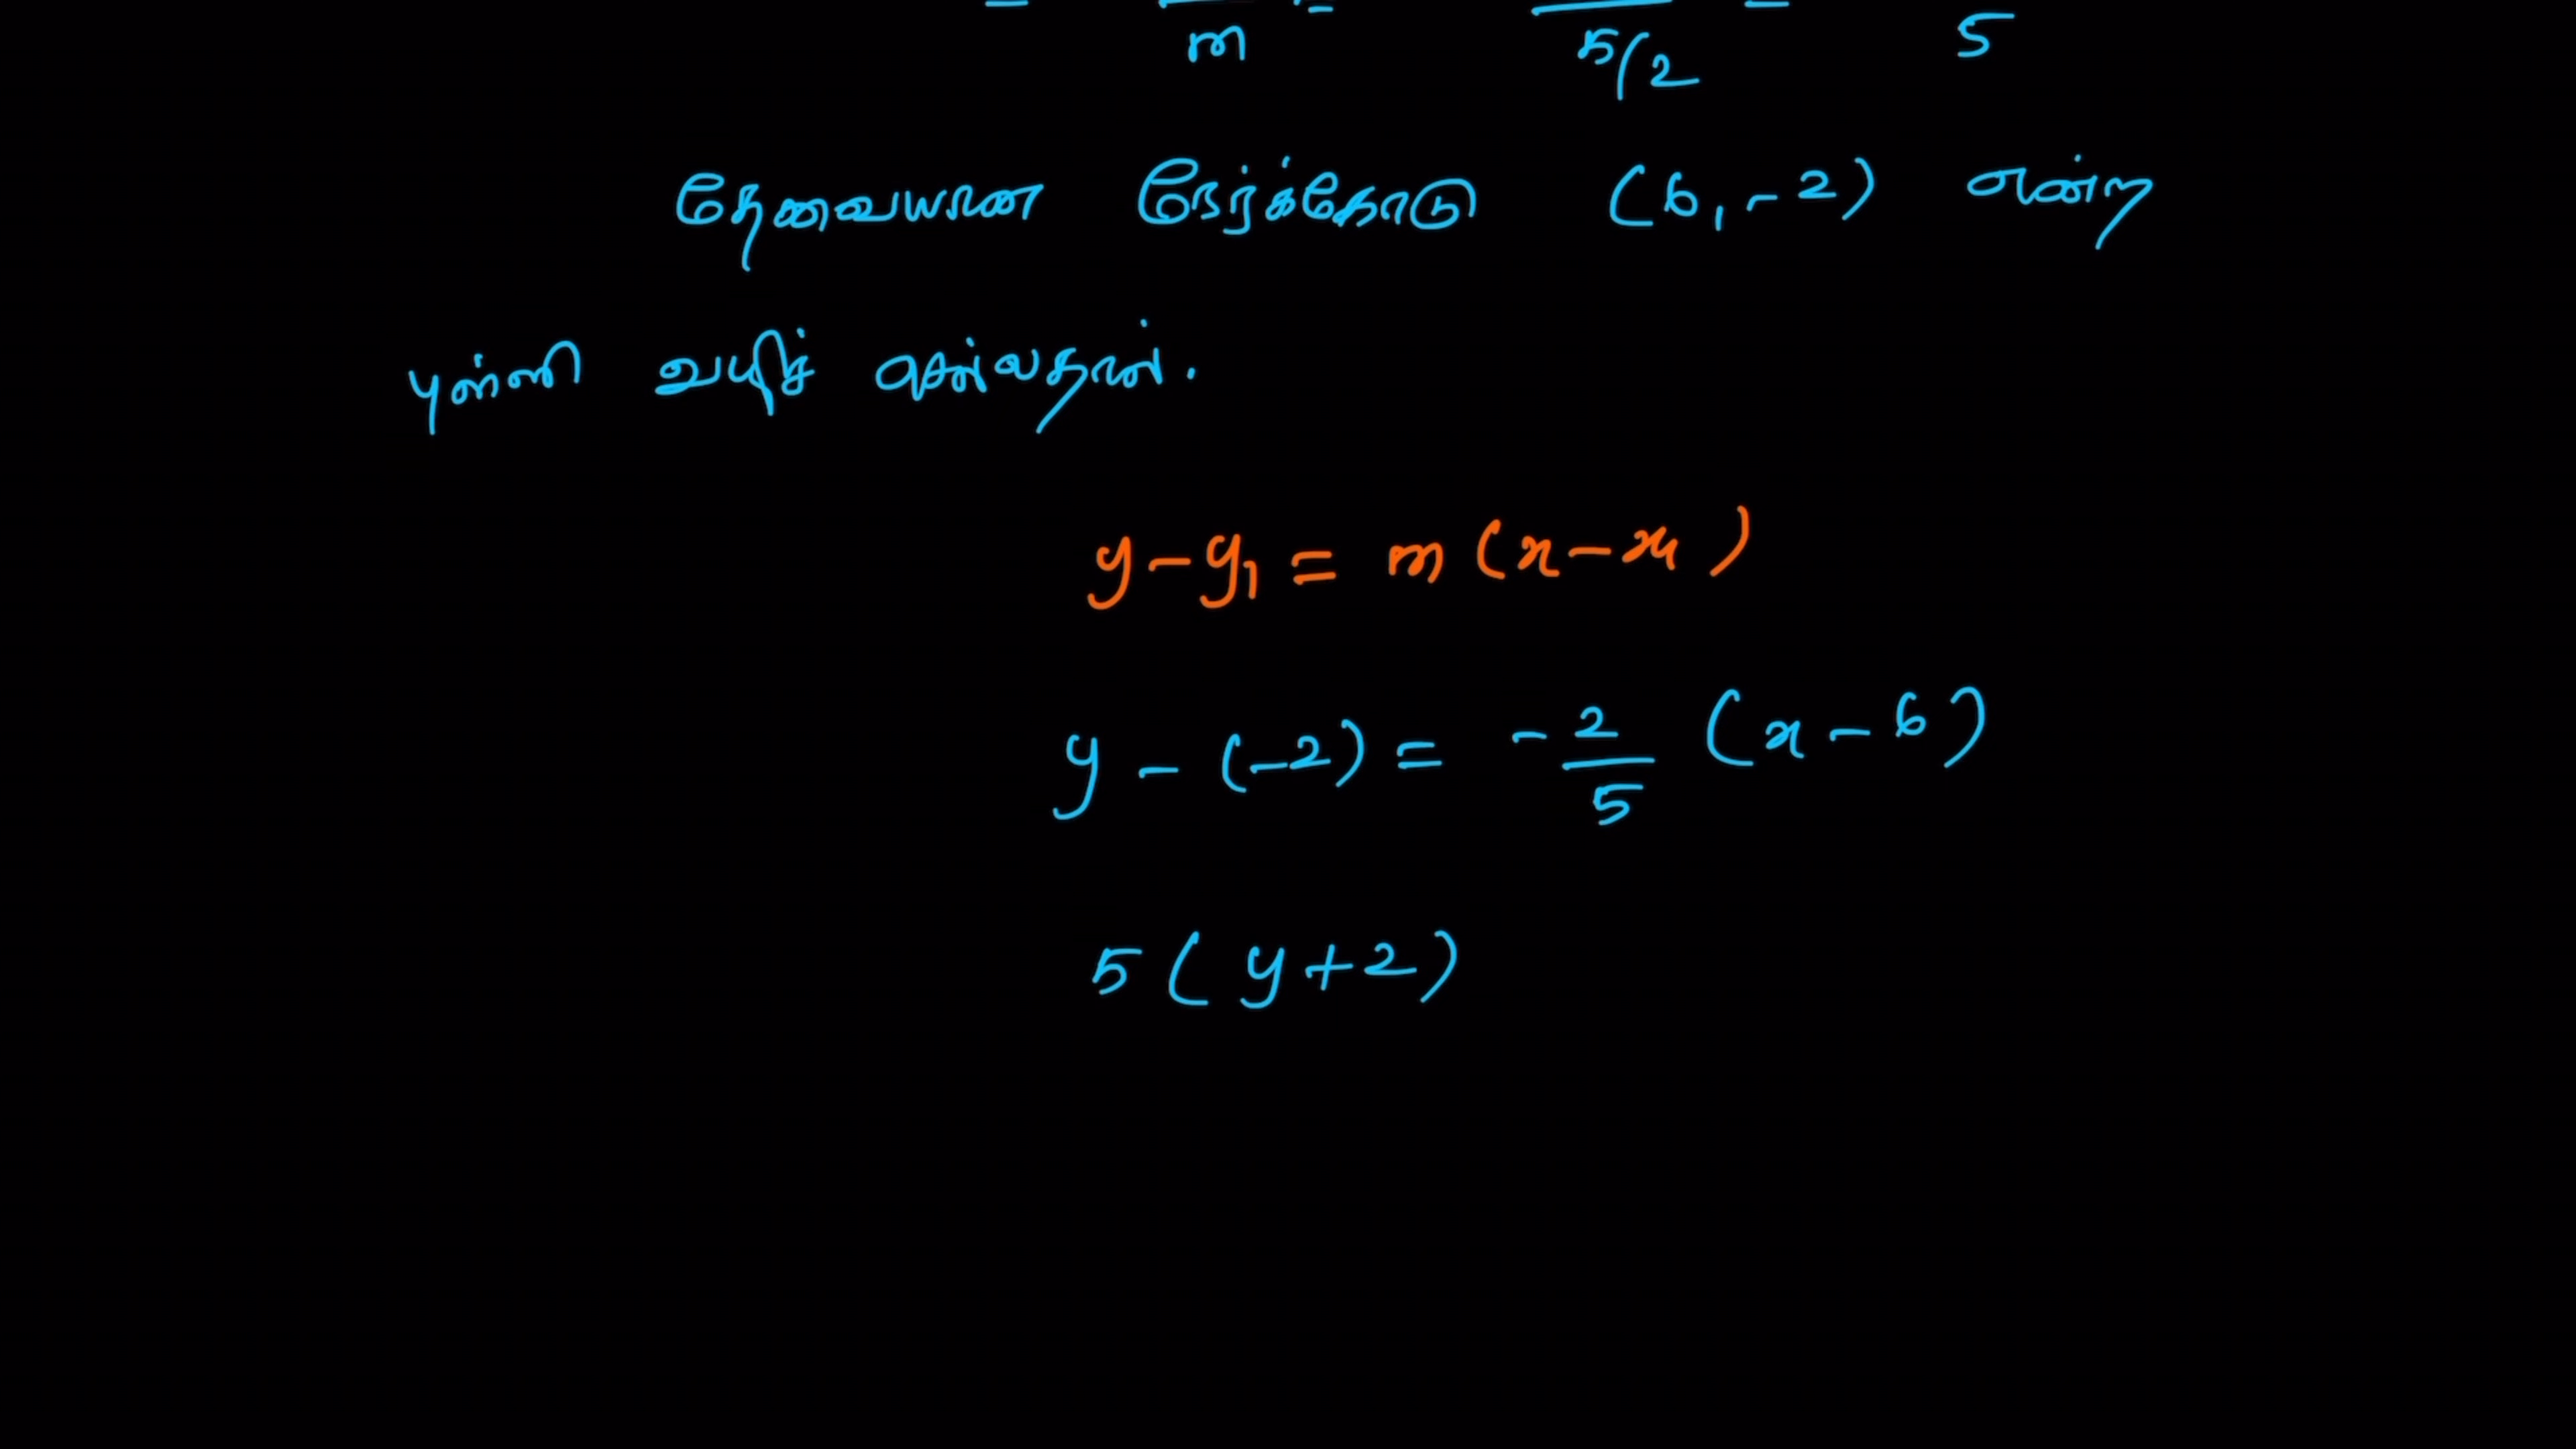 m 5/2 5
தேவையான நேர்க்கோடு (6, -2) என்ற
புள்ளி வழிச் செல்வதால்.
y - y₁ = m (x - x₁)
y - (-2) = -2/5 (x - 6)
5 ( y + 2 )